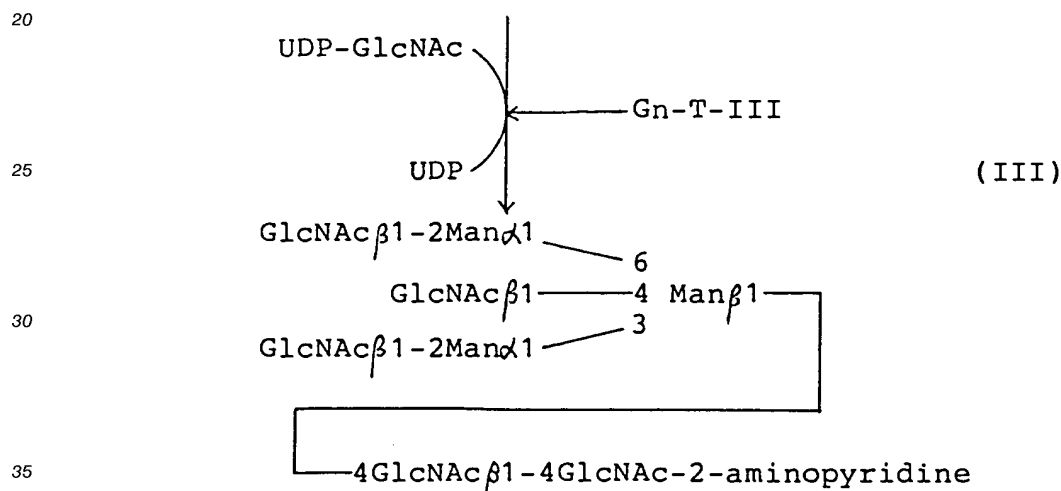 20
UDP-GlcNAc
Gn-T-III
25 UDP (III)
GlcNAcβ1-2Manα1
6
GlcNAcβ1 4 Manβ1
30 3
GlcNAcβ1-2Manα1
35 4GlcNAcβ1-4GlcNAc-2-aminopyridine